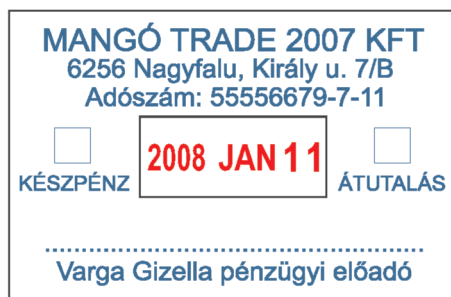 MANGÓ TRADE 2007 KFT
6256 Nagyfalu, Király u. 7/B
Adószám: 55556679-7-11
2008 JAN 11
KÉSZPÉNZ ÁTUTALÁS
................................................
Varga Gizella pénzügyi előadó